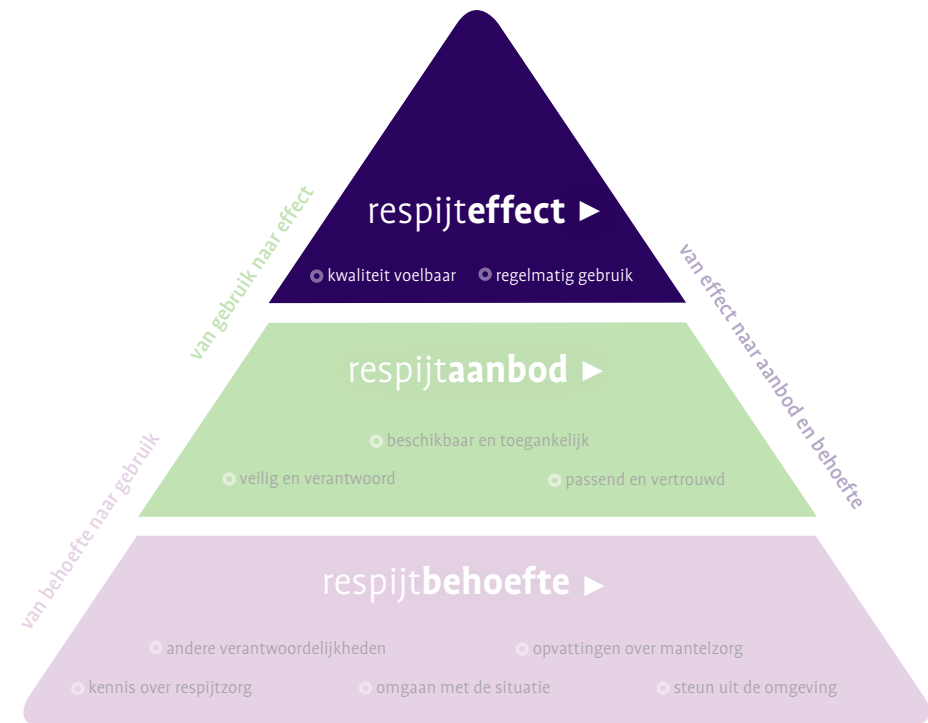 respijteffect ►
kwaliteit voelbaar
regelmatig gebruik
van gebruik naar effect
van effect naar aanbod en behoefte
respijtaanbod ►
beschikbaar en toegankelijk
veilig en verantwoord
passend en vertrouwd
van behoefte naar gebruik
respijtbehoefte ►
andere verantwoordelijkheden
opvattingen over mantelzorg
kennis over respijtzorg
omgaan met de situatie
steun uit de omgeving